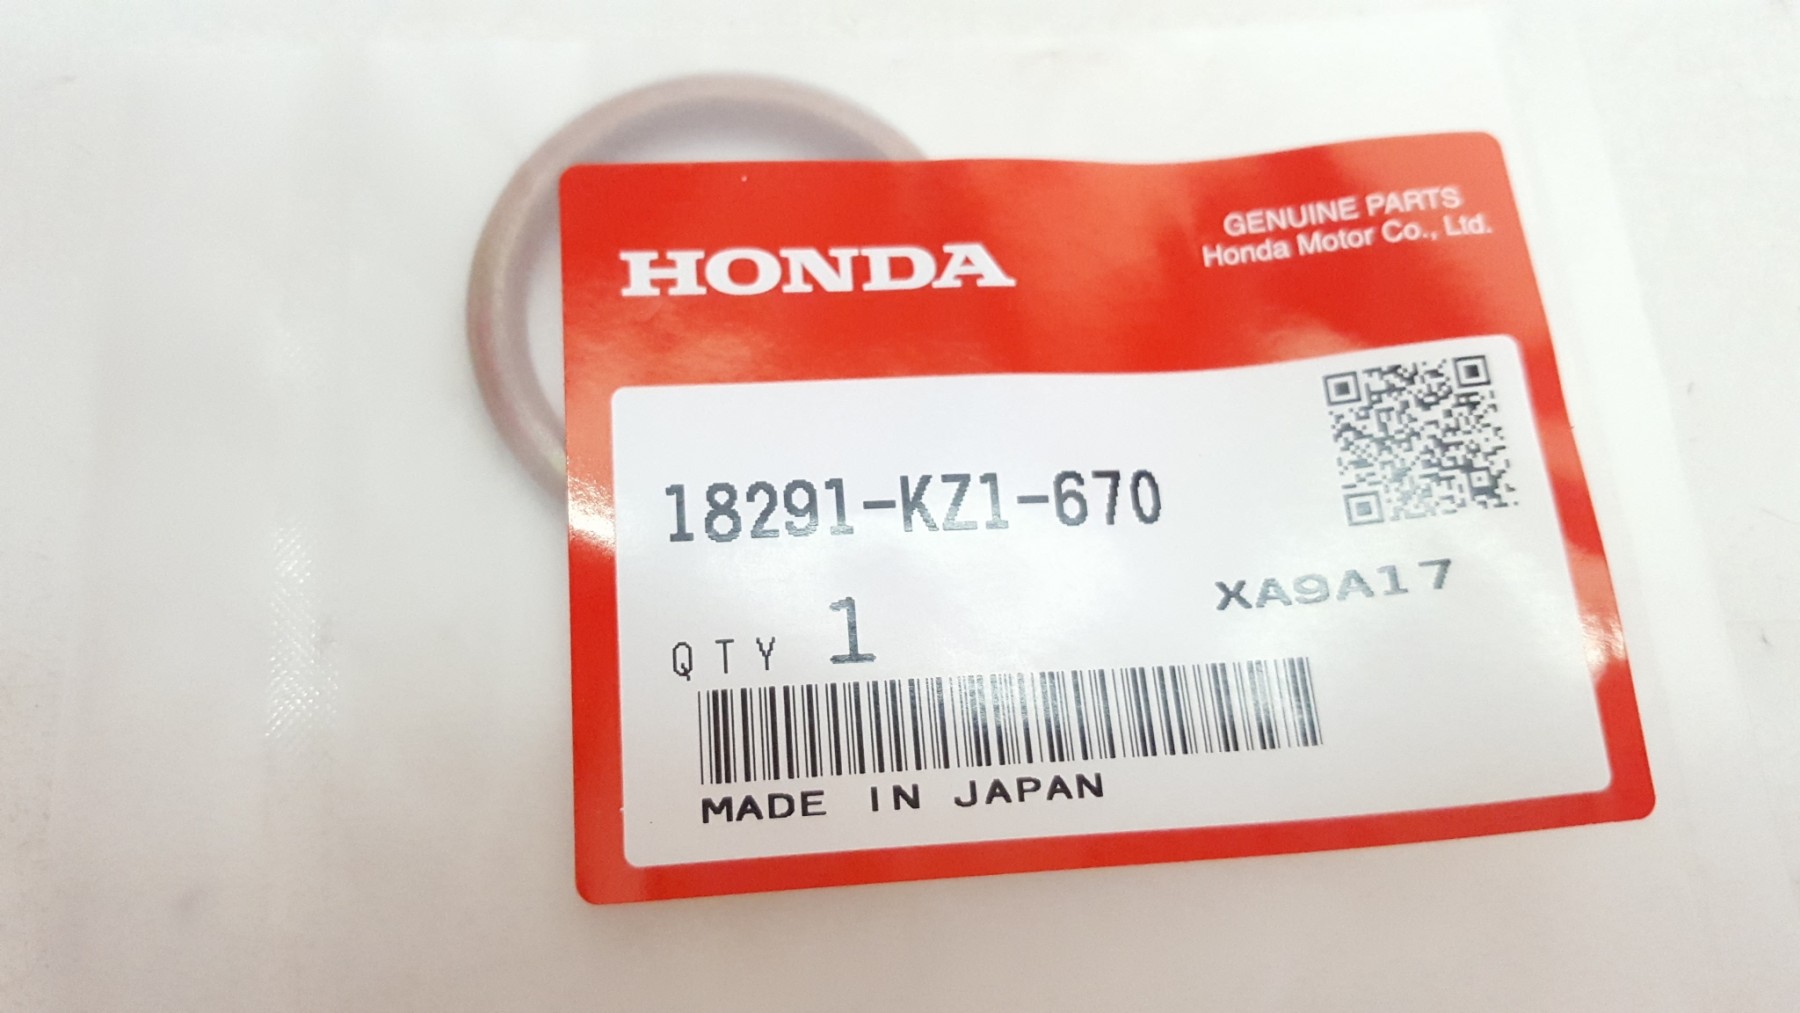 HONDA
GENUINE PARTS
Honda Motor Co., Ltd.
18291-KZ1-670
XA9A17
QTY 1
MADE IN JAPAN